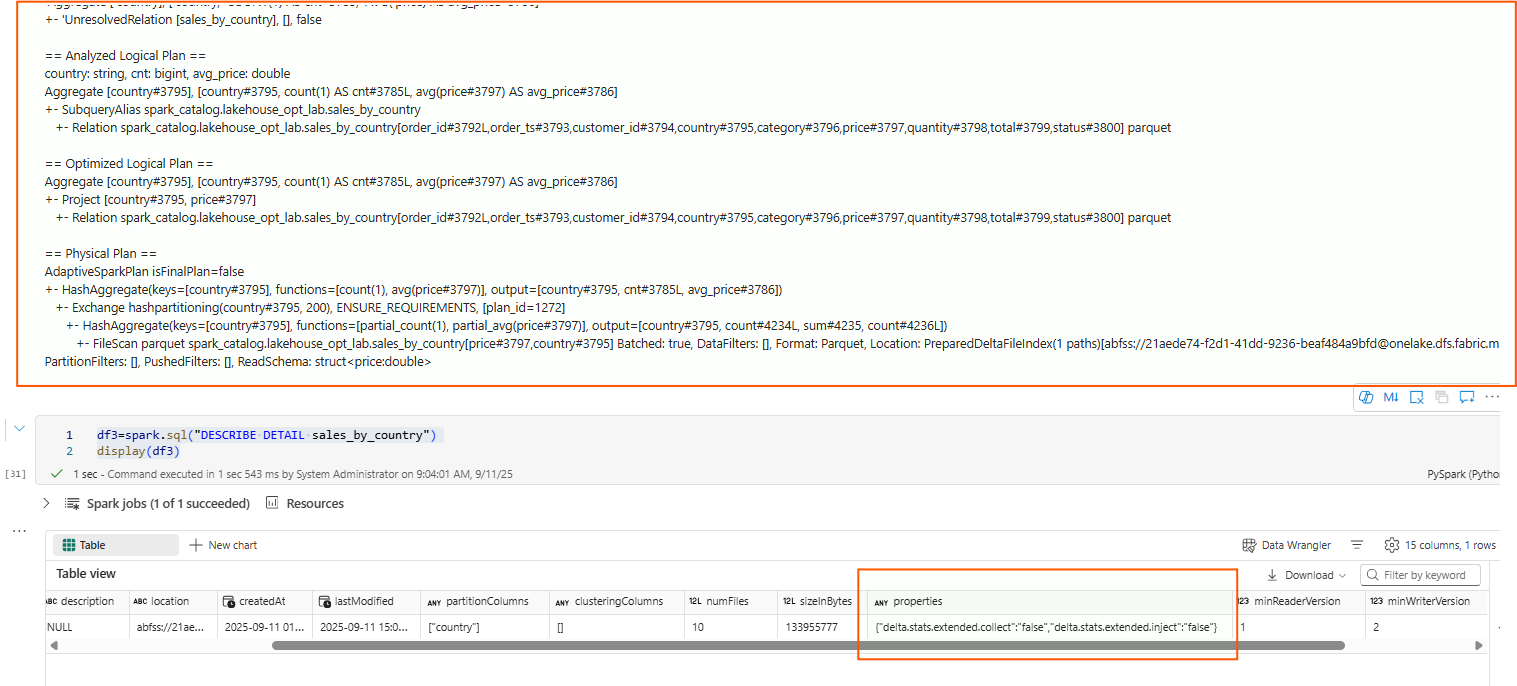 +- 'UnresolvedRelation [sales_by_country], [], false
== Analyzed Logical Plan ==
country: string, cnt: bigint, avg_price: double
Aggregate [country#3795], [country#3795, count(1) AS cnt#3785L, avg(price#3797) AS avg_price#3786]
+- SubqueryAlias spark_catalog.lakehouse_opt_lab.sales_by_country
+- Relation spark_catalog.lakehouse_opt_lab.sales_by_country[order_id#3792L,order_ts#3793,customer_id#3794,country#3795,category#3796,price#3797,quantity#3798,total#3799,status#3800] parquet
== Optimized Logical Plan ==
Aggregate [country#3795], [country#3795, count(1) AS cnt#3785L, avg(price#3797) AS avg_price#3786]
+- Project [country#3795, price#3797]
+- Relation spark_catalog.lakehouse_opt_lab.sales_by_country[order_id#3792L,order_ts#3793,customer_id#3794,country#3795,category#3796,price#3797,quantity#3798,total#3799,status#3800] parquet
== Physical Plan ==
AdaptiveSparkPlan isFinalPlan=false
+- HashAggregate(keys=[country#3795], functions=[count(1), avg(price#3797)], output=[country#3795, cnt#3785L, avg_price#3786])
+- Exchange hashpartitioning(country#3795, 200), ENSURE_REQUIREMENTS, [plan_id=1272]
+- HashAggregate(keys=[country#3795], functions=[partial_count(1), partial_avg(price#3797)], output=[country#3795, count#4234L, sum#4235, count#4236L])
+- FileScan parquet spark_catalog.lakehouse_opt_lab.sales_by_country[price#3797,country#3795] Batched: true, DataFilters: [], Format: Parquet, Location: PreparedDeltaFileIndex(1 paths)[abfss://21aede74-f2d1-41dd-9236-beaf484a9bfd@onelake.dfs.fabric.m
PartitionFilters: [], PushedFilters: [], ReadSchema: struct<price:double>
M↓ ...
1 df3=spark.sql("DESCRIBE DETAIL sales_by_country")
2 display(df3)
[31] 1 sec - Command executed in 1 sec 543 ms by System Administrator on 9:04:01 AM, 9/11/25 PySpark (Pytho
Spark jobs (1 of 1 succeeded) Resources
...
Table + New chart Data Wrangler 15 columns, 1 rows
Table view Download Filter by keyword
ABC description ABC location createdAt lastModified ANY partitionColumns ANY clusteringColumns 12L numFiles 12L sizeInBytes ANY properties 123 minReaderVersion 123 minWriterVersion
NULL abfss://21ae... 2025-09-11 01... 2025-09-11 15:0... ["country"] [] 10 133955777 {"delta.stats.extended.collect":"false","delta.stats.extended.inject":"false"} 1 2